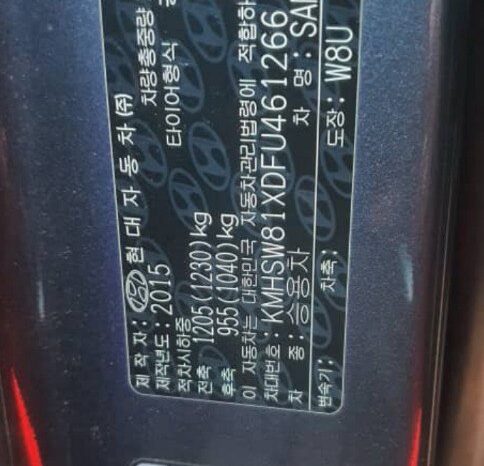 제 작 자: 현 대 자 동 차 (주)
제작년도: 2015 차량총중량
적차시하중 타이어형식
전축 1205(1230)kg
후축 955(1040)kg
이 자동차는 대한민국 자동차관리법령에 적합하
차대번호: KMHSW81XDFU461266
차 종: 승용차 차 명: SAN
변속기: 차축: 도장: W8U